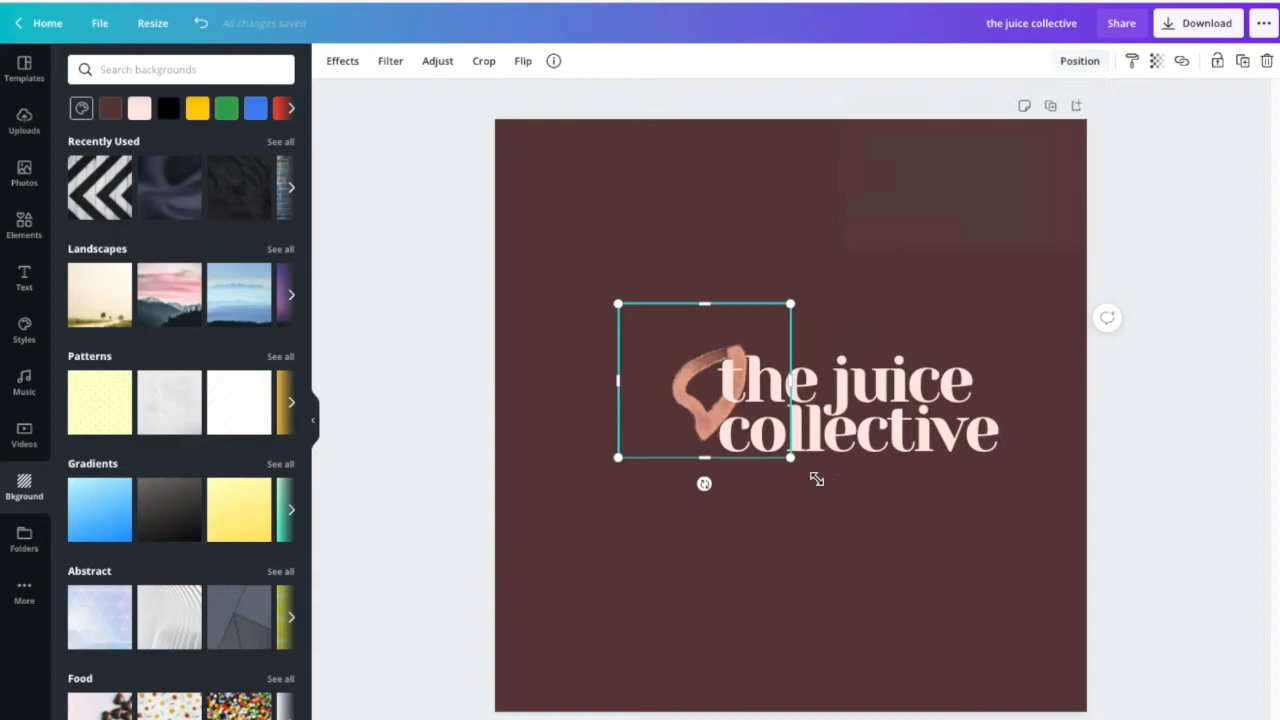 Home File Resize All changes saved the juice collective Share Download
Templates
Uploads
Photos
Elements
Text
Styles
Music
Videos
Bkground
Folders
More
Search backgrounds
Recently Used See all
Landscapes See all
Patterns See all
Gradients See all
Abstract See all
Food See all
Effects Filter Adjust Crop Flip Position
the juice
collective